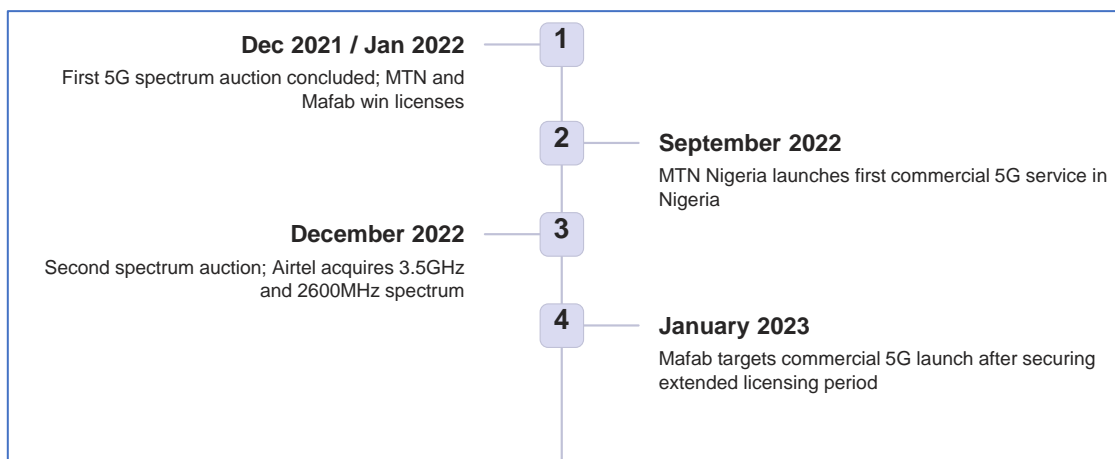 1
Dec 2021 / Jan 2022
First 5G spectrum auction concluded; MTN and
Mafab win licenses
2
September 2022
MTN Nigeria launches first commercial 5G service in
Nigeria
3
December 2022
Second spectrum auction; Airtel acquires 3.5GHz
and 2600MHz spectrum
4
January 2023
Mafab targets commercial 5G launch after securing
extended licensing period